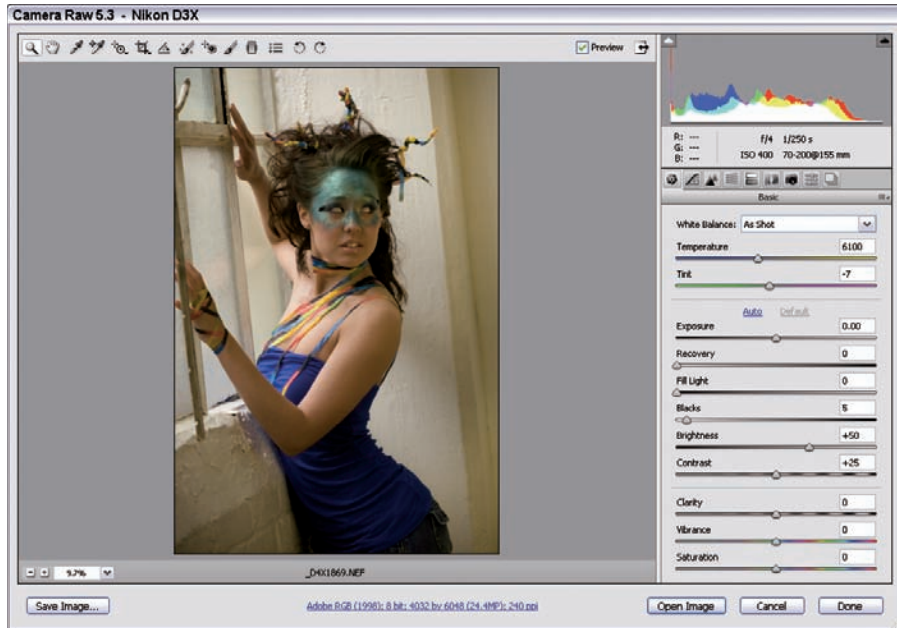 Camera Raw 5.3 - Nikon D3X
Preview
R: ---
G: ---
B: ---
f/4 1/250 s
ISO 400 70-200@155 mm
Basic
White Balance: As Shot
Temperature 6100
Tint -7
Auto Default
Exposure 0.00
Recovery 0
Fill Light 0
Blacks 5
Brightness +50
Contrast +25
Clarity 0
Vibrance 0
Saturation 0
9.7%
_D4X1869.NEF
Save Image...
Adobe RGB (1998); 8 bit; 4032 by 6048 (24.4MP); 240 ppi
Open Image
Cancel
Done